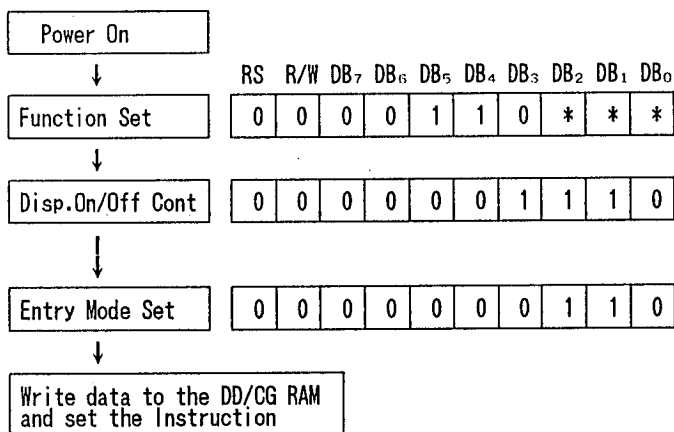 Power On
RS R/W DB₇ DB₆ DB₅ DB₄ DB₃ DB₂ DB₁ DB₀
Function Set 0 0 0 0 1 1 0 * * *
Disp.On/Off Cont 0 0 0 0 0 0 1 1 1 0
Entry Mode Set 0 0 0 0 0 0 0 1 1 0
Write data to the DD/CG RAM
and set the Instruction